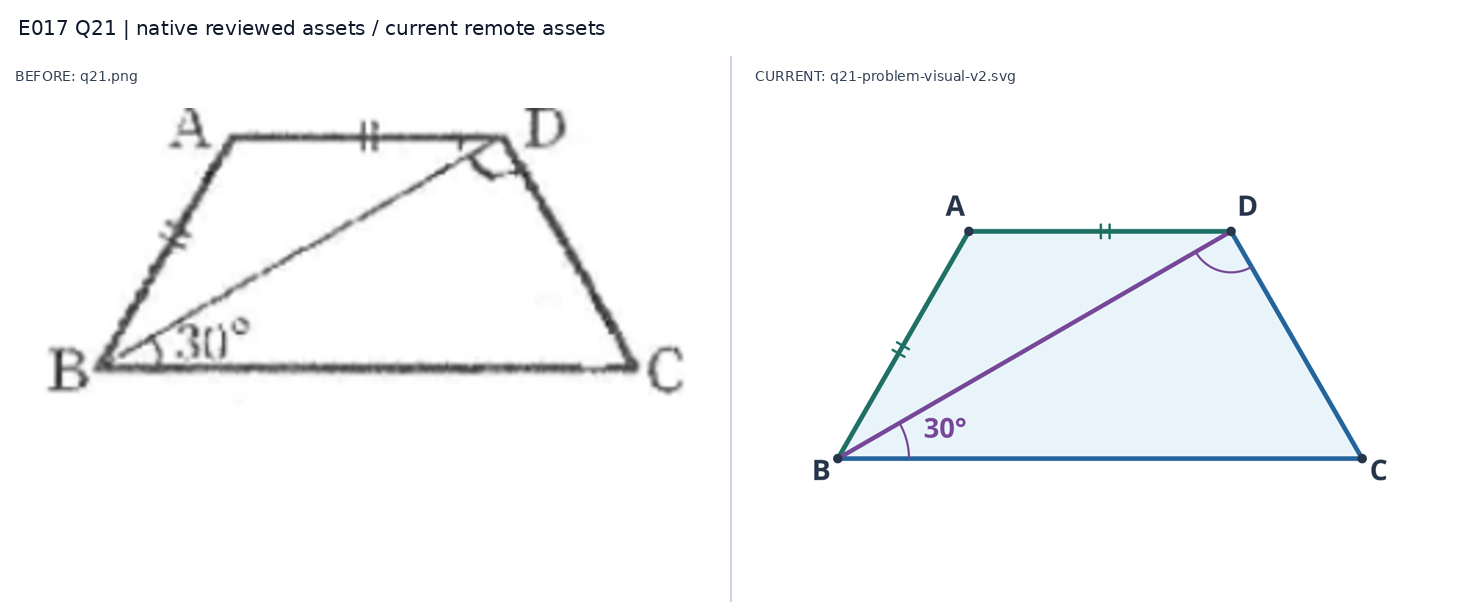 E017 Q21 | native reviewed assets / current remote assets
BEFORE: q21.png
CURRENT: q21-problem-visual-v2.svg
A D
30°
B C
A D
30°
B C